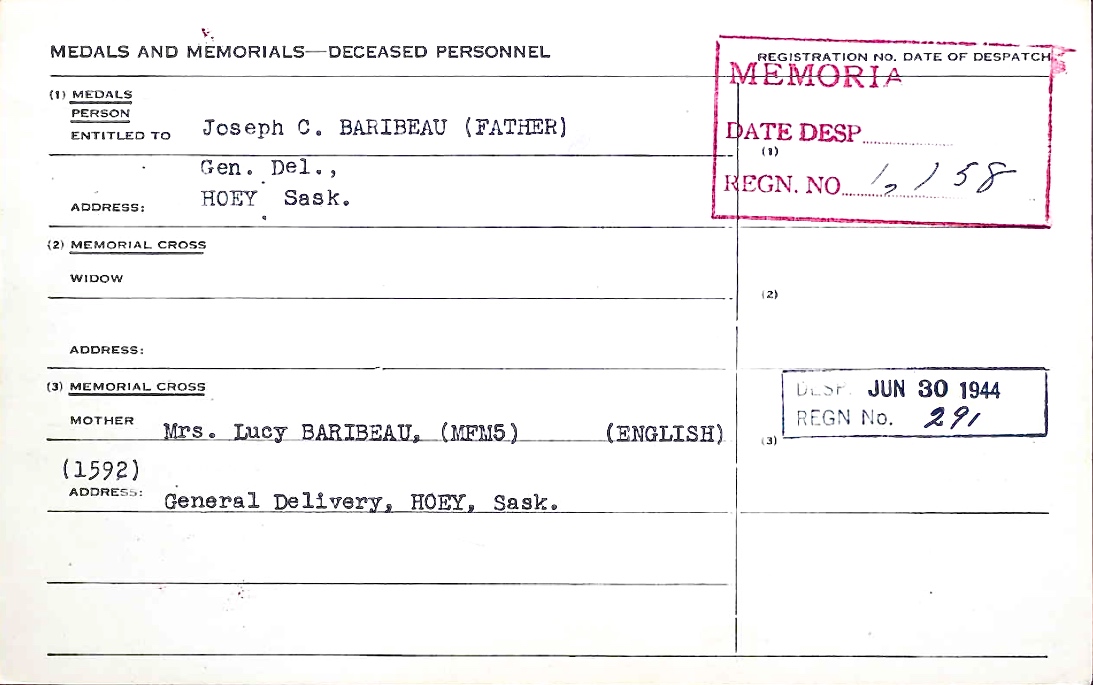 MEDALS AND MEMORIALS—DECEASED PERSONNEL
REGISTRATION NO. DATE OF DESPATCH
MEMORIA
(1) MEDALS
PERSON
ENTITLED TO Joseph C. BARIBEAU (FATHER)
DATE DESP
(1)
Gen. Del.,
REGN. NO 1,158
ADDRESS: HOEY Sask.
(2) MEMORIAL CROSS
WIDOW
(2)
ADDRESS:
(3) MEMORIAL CROSS
DESP. JUN 30 1944
REGN No. 291
MOTHER Mrs. Lucy BARIBEAU, (MFM5) (ENGLISH)
(3)
(1592)
ADDRESS: General Delivery, HOEY, Sask.